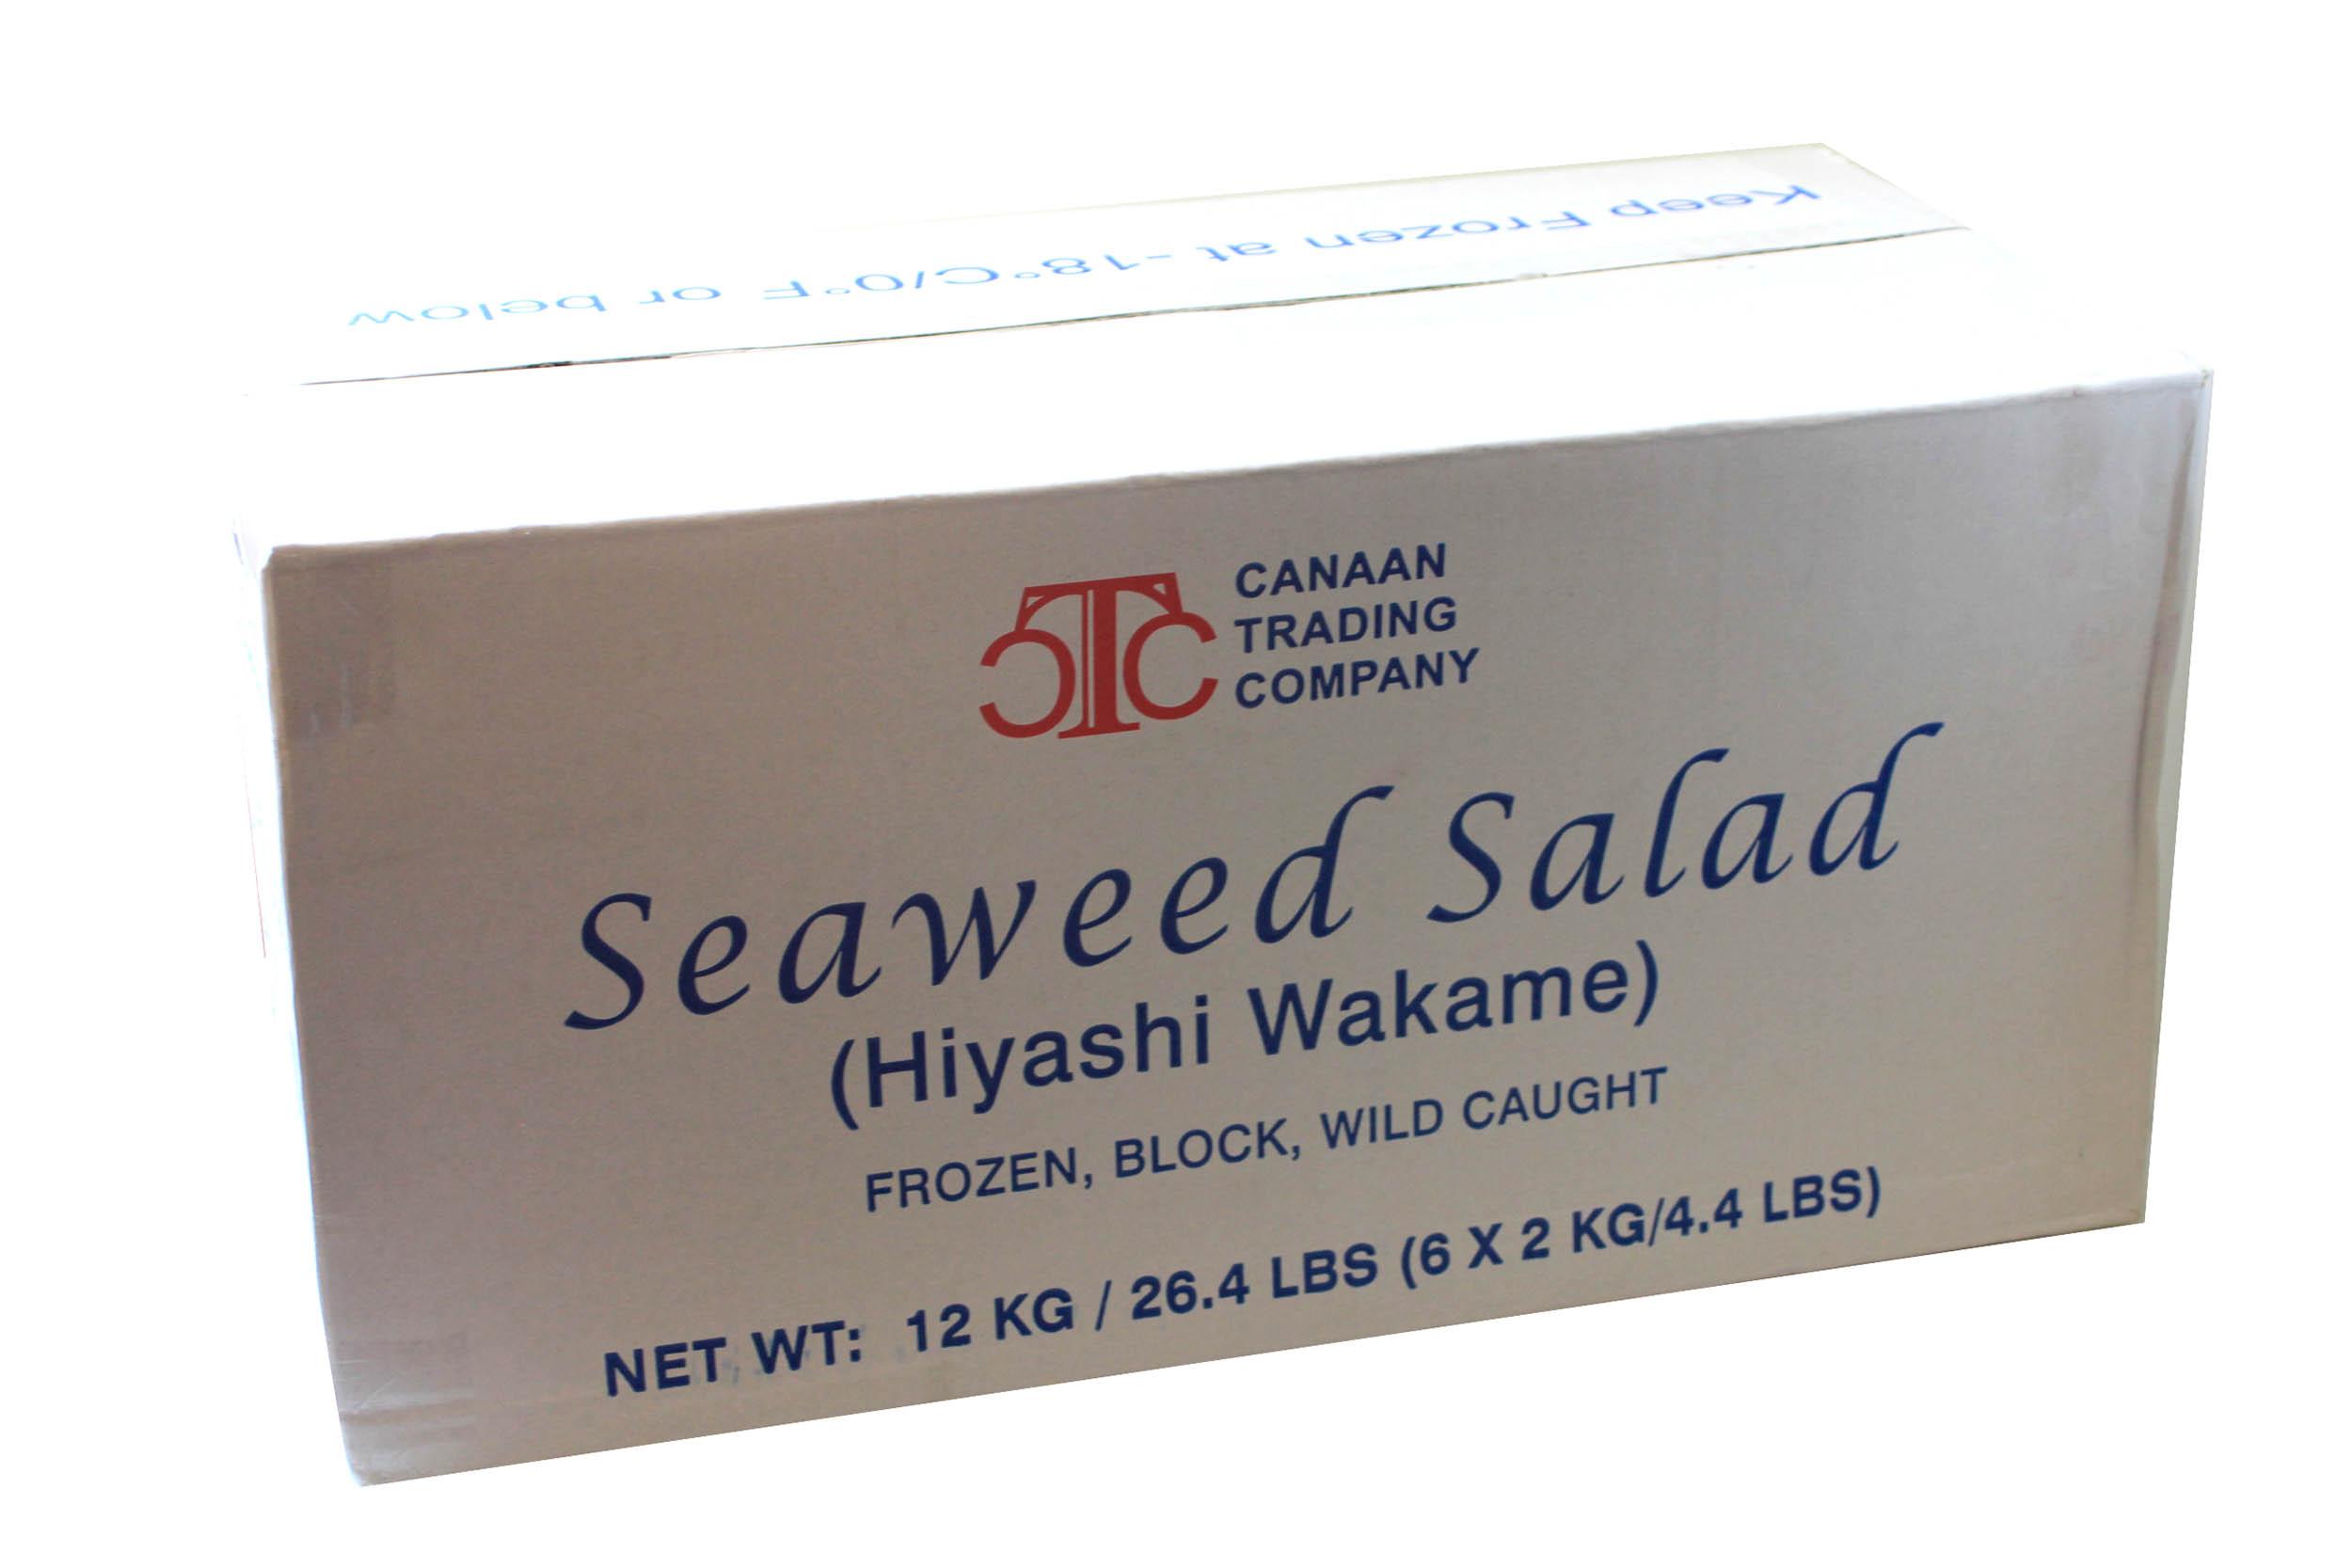 Keep Frozen at -18°C/0°F or below
CTC
CANAAN
TRADING
COMPANY
Seaweed Salad
(Hiyashi Wakame)
FROZEN, BLOCK, WILD CAUGHT
NET WT: 12 KG / 26.4 LBS (6 X 2 KG/4.4 LBS)